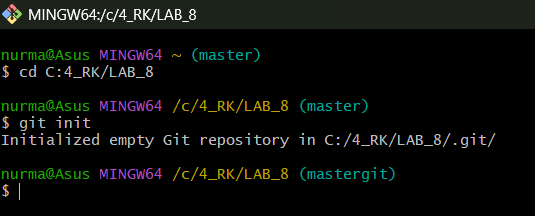 MINGW64:/c/4_RK/LAB_8
nurma@Asus MINGW64 ~ (master)
$ cd C:4_RK/LAB_8
nurma@Asus MINGW64 /c/4_RK/LAB_8 (master)
$ git init
Initialized empty Git repository in C:/4_RK/LAB_8/.git/
nurma@Asus MINGW64 /c/4_RK/LAB_8 (mastergit)
$